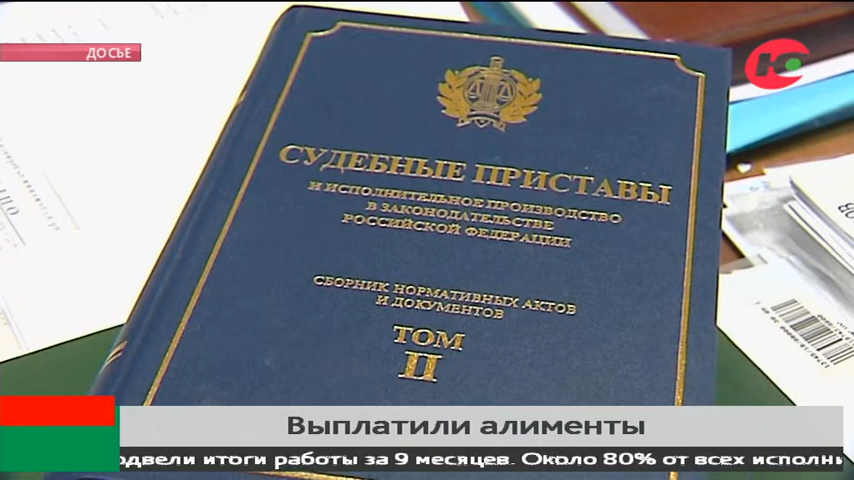 ДОСЬЕ
Ю
СУДЕБНЫЕ ПРИСТАВЫ
И ИСПОЛНИТЕЛЬНОЕ ПРОИЗВОДСТВО
В ЗАКОНОДАТЕЛЬСТВЕ
РОССИЙСКОЙ ФЕДЕРАЦИИ
СБОРНИК НОРМАТИВНЫХ АКТОВ
И ДОКУМЕНТОВ
ТОМ
II
Выплатили алименты
одвели итоги работы за 9 месяцев. Около 80% от всех исполни